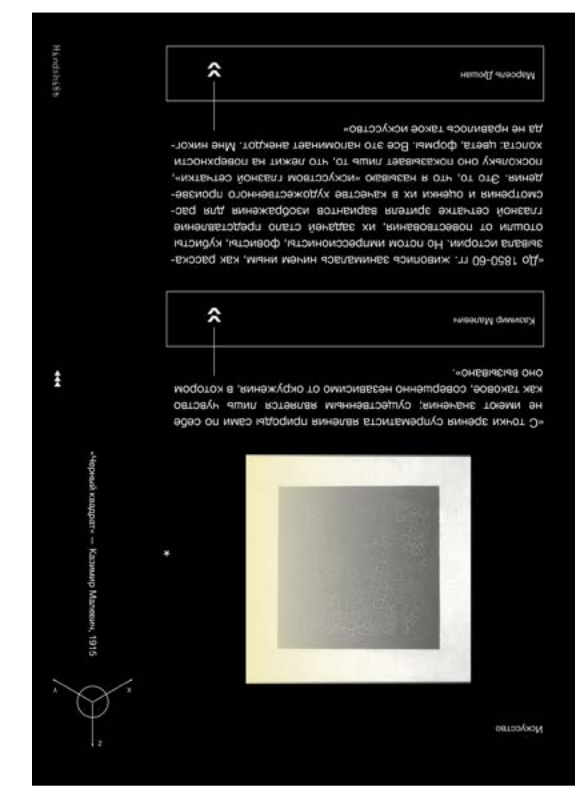 Искусство
Z
X
Y
*
«Черный квадрат» — Казимир Малевич, 1915
«С точки зрения супрематиста явления природы сами по себе
не имеют значения; существенным является лишь чувство
как таковое, совершенно независимо от окружения, в котором
оно вызывано».
Казимир Малевич
«До 1850-60 гг. живопись занималась ничем иным, как расска-
зывала истории. Но потом импрессионисты, фовисты, кубисты
отошли от повествования, их задачей стало представление
глазной сетчатке зрителя вариантов изображения для рас-
смотрения и оценки их в качестве художественного произве-
дения. Это то, что я называю «искусством глазной сетчатки»,
поскольку оно показывает лишь то, что лежит на поверхности
холста: цвета, формы. Все это напоминает анекдот. Мне никог-
да не нравилось такое искусство»
Марсель Дюшан